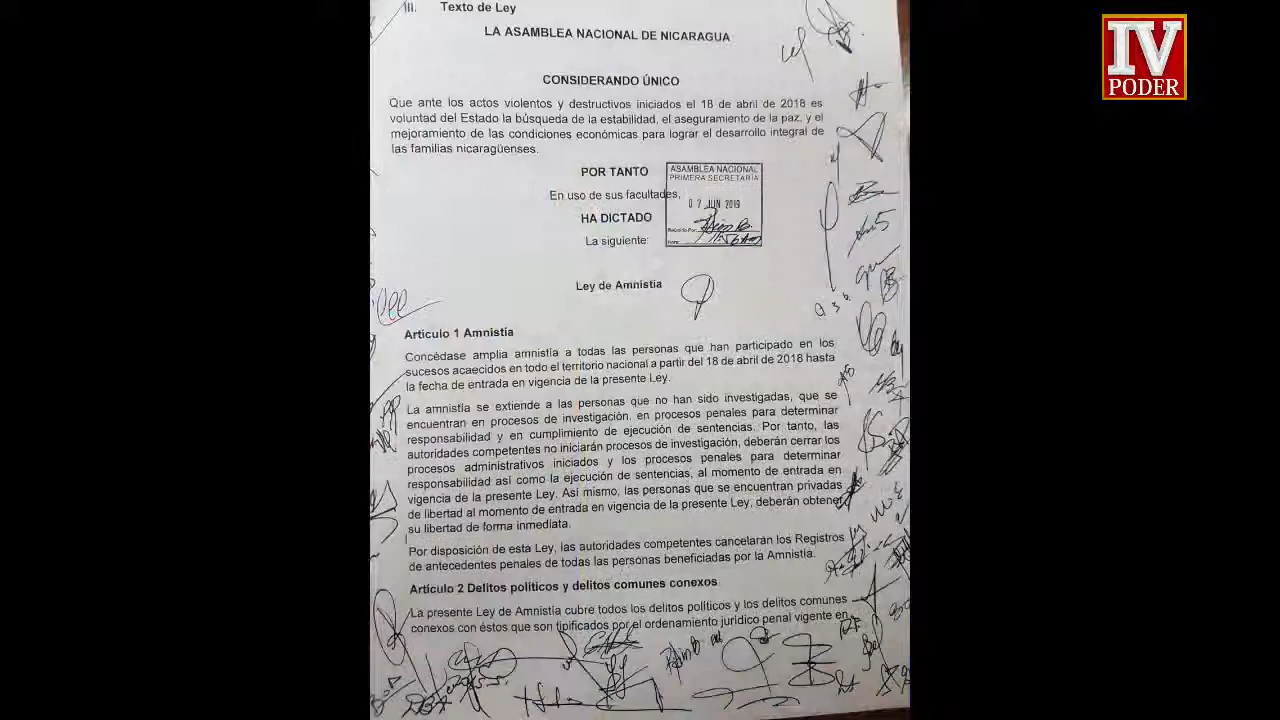 III. Texto de Ley
LA ASAMBLEA NACIONAL DE NICARAGUA
IV
PODER
CONSIDERANDO ÚNICO
Que ante los actos violentos y destructivos iniciados el 18 de abril de 2018 es
voluntad del Estado la búsqueda de la estabilidad, el aseguramiento de la paz, y el
mejoramiento de las condiciones económicas para lograr el desarrollo integral de
las familias nicaragüenses.
POR TANTO
En uso de sus facultades,
HA DICTADO
La siguiente:
ASAMBLEA NACIONAL
PRIMERA SECRETARÍA
07 JUN 2019
Recibido Por:
Hora:
Ley de Amnistía
Artículo 1 Amnistía
Concédase amplia amnistía a todas las personas que han participado en los
sucesos acaecidos en todo el territorio nacional a partir del 18 de abril de 2018 hasta
la fecha de entrada en vigencia de la presente Ley.
La amnistía se extiende a las personas que no han sido investigadas, que se
encuentran en procesos de investigación, en procesos penales para determinar
responsabilidad y en cumplimiento de ejecución de sentencias. Por tanto, las
autoridades competentes no iniciarán procesos de investigación, deberán cerrar los
procesos administrativos iniciados y los procesos penales para determinar
responsabilidad así como la ejecución de sentencias, al momento de entrada en
vigencia de la presente Ley. Así mismo, las personas que se encuentran privadas
de libertad al momento de entrada en vigencia de la presente Ley, deberán obtener
su libertad de forma inmediata.
Por disposición de esta Ley, las autoridades competentes cancelarán los Registros
de antecedentes penales de todas las personas beneficiadas por la Amnistía.
Artículo 2 Delitos políticos y delitos comunes conexos
La presente Ley de Amnistía cubre todos los delitos políticos y los delitos comunes
conexos con éstos que son tipificados por el ordenamiento jurídico penal vigente en